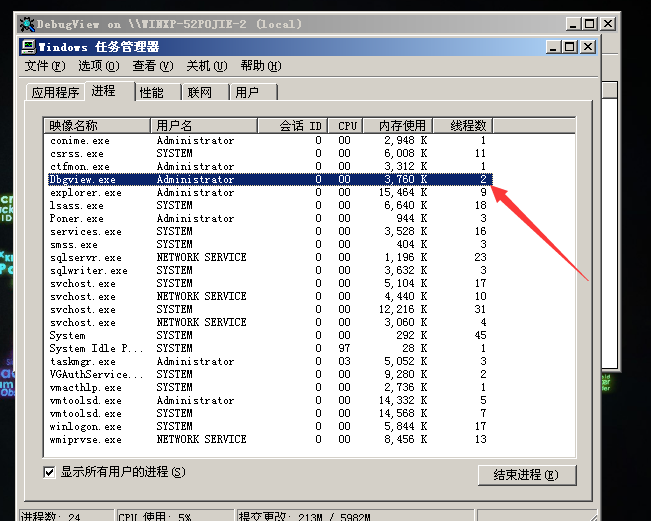 DebugView on \\WINXP-52POJIE-2 (local)
Windows 任务管理器
文件(F) 选项(O) 查看(V) 关机(U) 帮助(H)
应用程序 进程 性能 联网 用户
映像名称 用户名 会话 ID CPU 内存使用 线程数
conime.exe Administrator 0 00 2,948 K 1
csrss.exe SYSTEM 0 00 6,008 K 11
ctfmon.exe Administrator 0 00 3,312 K 1
Dbgview.exe Administrator 0 00 3,760 K 2
explorer.exe Administrator 0 00 15,464 K 9
lsass.exe SYSTEM 0 00 6,640 K 18
Poner.exe Administrator 0 00 944 K 3
services.exe SYSTEM 0 00 3,528 K 16
smss.exe SYSTEM 0 00 404 K 3
sqlservr.exe NETWORK SERVICE 0 00 1,196 K 23
sqlwriter.exe SYSTEM 0 00 3,632 K 3
svchost.exe SYSTEM 0 00 5,104 K 17
svchost.exe NETWORK SERVICE 0 00 4,440 K 10
svchost.exe SYSTEM 0 00 12,216 K 31
svchost.exe NETWORK SERVICE 0 00 3,060 K 4
System SYSTEM 0 00 292 K 45
System Idle P... SYSTEM 0 97 28 K 1
taskmgr.exe Administrator 0 03 5,052 K 3
VGAuthService... SYSTEM 0 00 9,280 K 2
vmacthlp.exe SYSTEM 0 00 2,736 K 1
vmtoolsd.exe Administrator 0 00 14,332 K 5
vmtoolsd.exe SYSTEM 0 00 14,568 K 7
winlogon.exe SYSTEM 0 00 5,844 K 17
wmiprvse.exe NETWORK SERVICE 0 00 8,456 K 13
显示所有用户的进程(S) 结束进程(E)
进程数: 24 CPU 使用: 5% 提交更改: 213M / 5982M